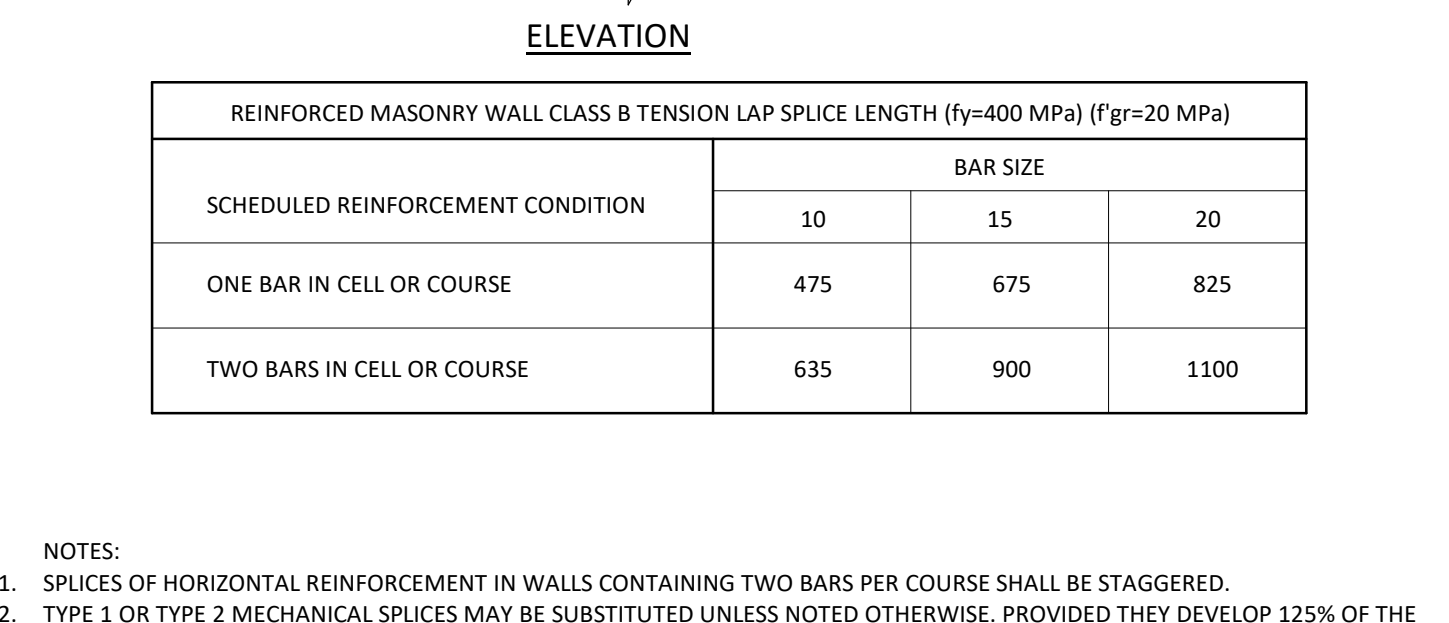 ELEVATION
REINFORCED MASONRY WALL CLASS B TENSION LAP SPLICE LENGTH (fy=400 MPa) (f'gr=20 MPa)
BAR SIZE
SCHEDULED REINFORCEMENT CONDITION
10 15 20
ONE BAR IN CELL OR COURSE 475 675 825
TWO BARS IN CELL OR COURSE 635 900 1100
NOTES:
1. SPLICES OF HORIZONTAL REINFORCEMENT IN WALLS CONTAINING TWO BARS PER COURSE SHALL BE STAGGERED.
2. TYPE 1 OR TYPE 2 MECHANICAL SPLICES MAY BE SUBSTITUTED UNLESS NOTED OTHERWISE. PROVIDED THEY DEVELOP 125% OF THE